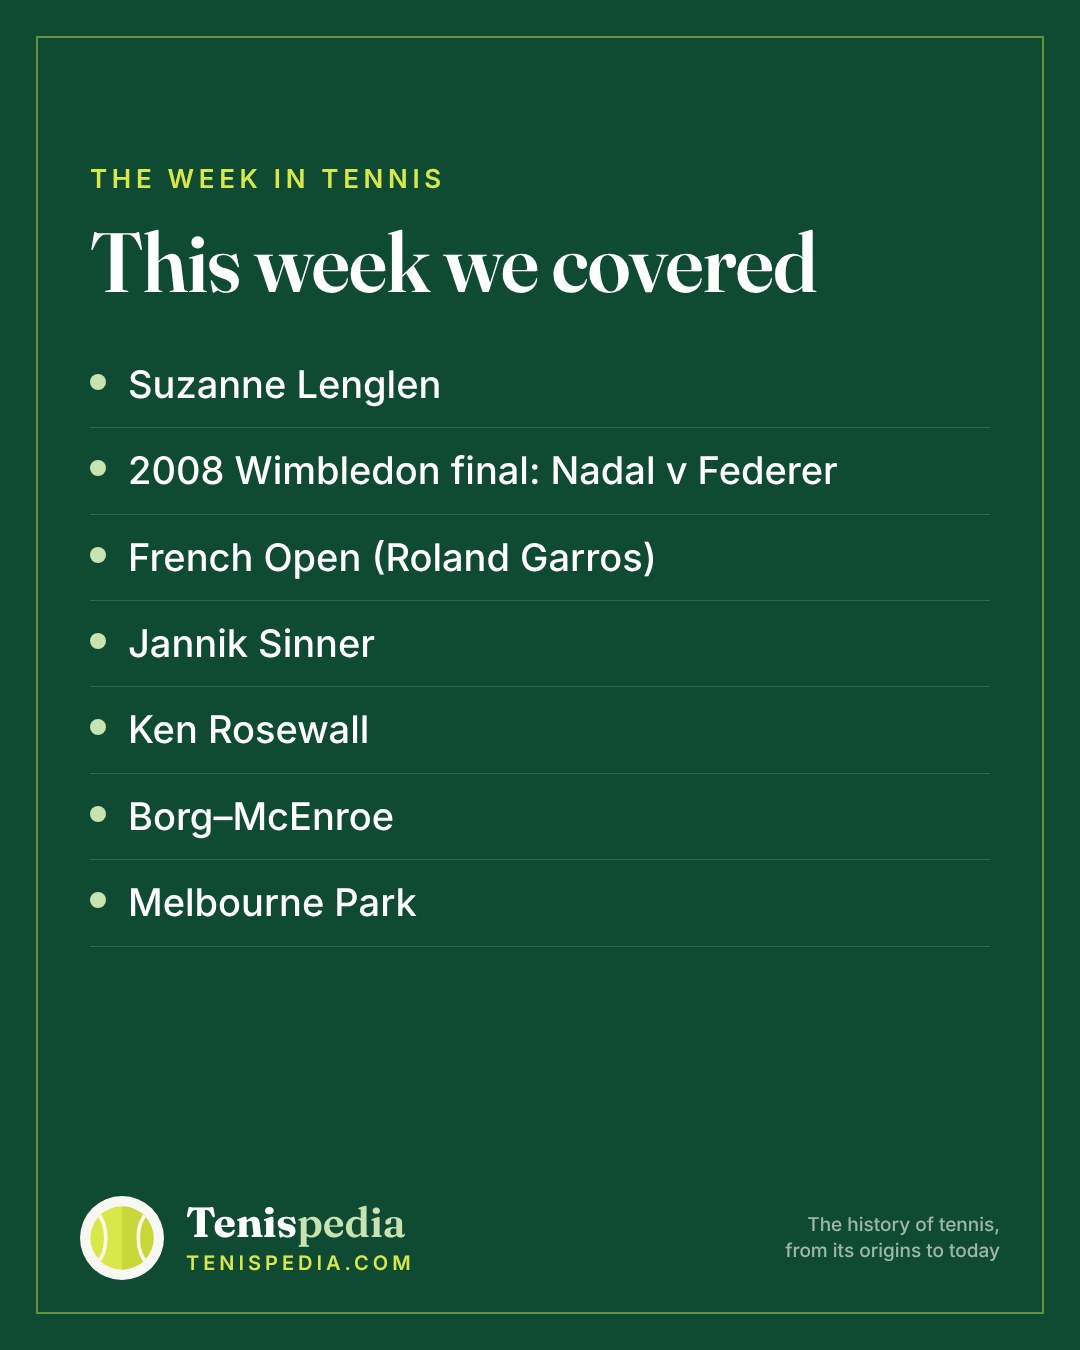 THE WEEK IN TENNIS
This week we covered
Suzanne Lenglen
2008 Wimbledon final: Nadal v Federer
French Open (Roland Garros)
Jannik Sinner
Ken Rosewall
Borg–McEnroe
Melbourne Park
Tenispedia
TENISPEDIA.COM
The history of tennis,
from its origins to today